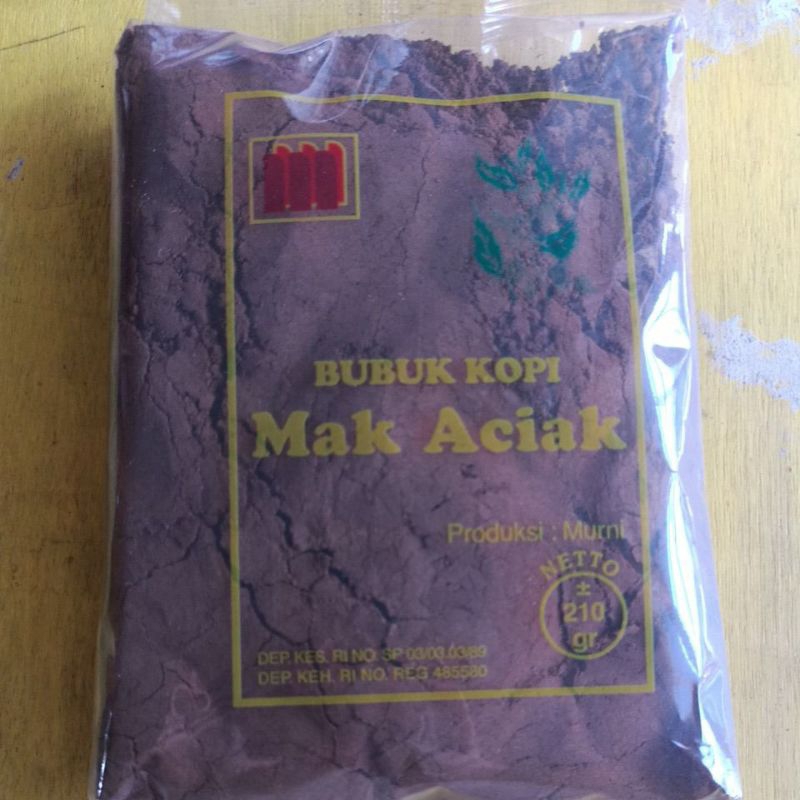 BUBUK KOPI
Mak Aciak
Produksi : Murni
NETTO
±
210
gr
DEP. KES. RI NO. SP 03/03.03/89
DEP. KEH. RI NO. REG 485580